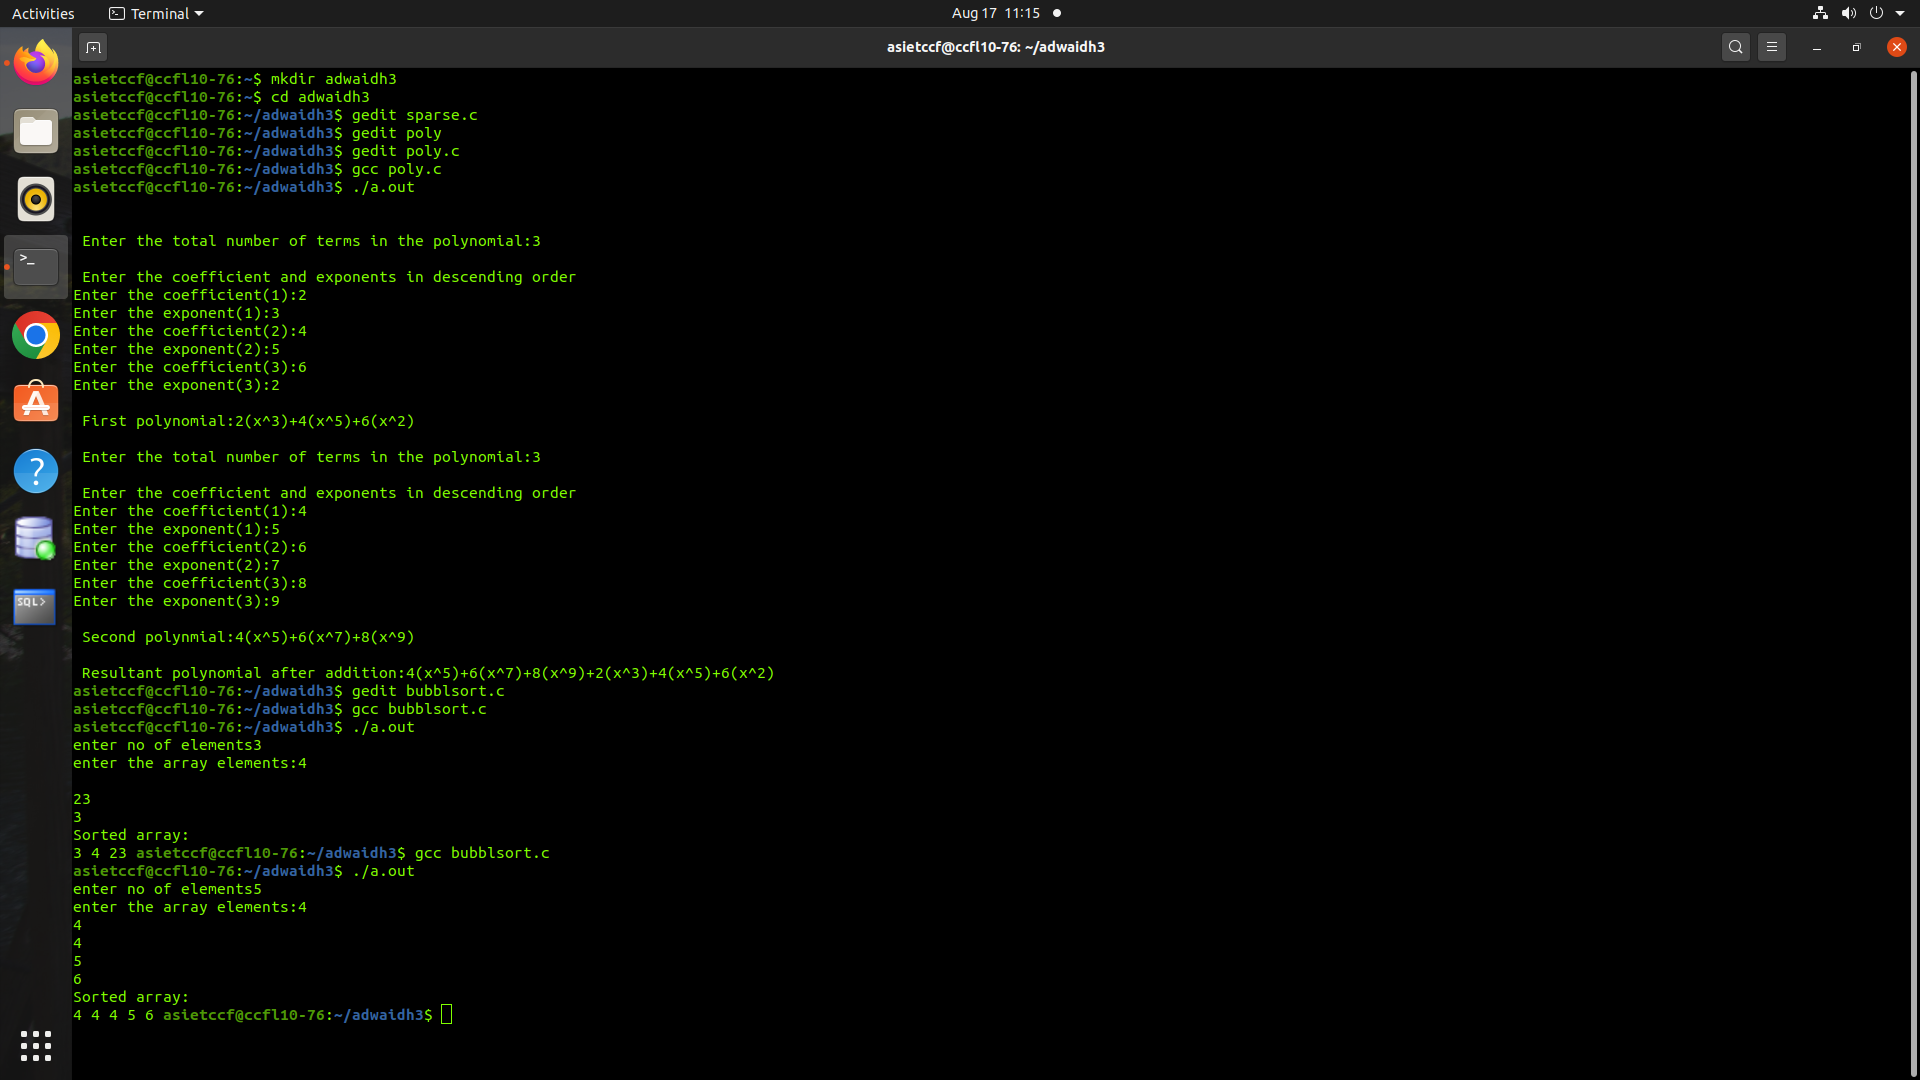 Activities Terminal Aug 17 11:15
asietccf@ccfl10-76: ~/adwaidh3
asietccf@ccfl10-76:~$ mkdir adwaidh3
asietccf@ccfl10-76:~$ cd adwaidh3
asietccf@ccfl10-76:~/adwaidh3$ gedit sparse.c
asietccf@ccfl10-76:~/adwaidh3$ gedit poly
asietccf@ccfl10-76:~/adwaidh3$ gedit poly.c
asietccf@ccfl10-76:~/adwaidh3$ gcc poly.c
asietccf@ccfl10-76:~/adwaidh3$ ./a.out
Enter the total number of terms in the polynomial:3
Enter the coefficient and exponents in descending order
Enter the coefficient(1):2
Enter the exponent(1):3
Enter the coefficient(2):4
Enter the exponent(2):5
Enter the coefficient(3):6
Enter the exponent(3):2
First polynomial:2(x^3)+4(x^5)+6(x^2)
Enter the total number of terms in the polynomial:3
Enter the coefficient and exponents in descending order
Enter the coefficient(1):4
Enter the exponent(1):5
Enter the coefficient(2):6
Enter the exponent(2):7
Enter the coefficient(3):8
Enter the exponent(3):9
Second polynmial:4(x^5)+6(x^7)+8(x^9)
Resultant polynomial after addition:4(x^5)+6(x^7)+8(x^9)+2(x^3)+4(x^5)+6(x^2)
asietccf@ccfl10-76:~/adwaidh3$ gedit bubblsort.c
asietccf@ccfl10-76:~/adwaidh3$ gcc bubblsort.c
asietccf@ccfl10-76:~/adwaidh3$ ./a.out
enter no of elements3
enter the array elements:4
23
3
Sorted array:
3 4 23 asietccf@ccfl10-76:~/adwaidh3$ gcc bubblsort.c
asietccf@ccfl10-76:~/adwaidh3$ ./a.out
enter no of elements5
enter the array elements:4
4
4
5
6
Sorted array:
4 4 4 5 6 asietccf@ccfl10-76:~/adwaidh3$
SQL>